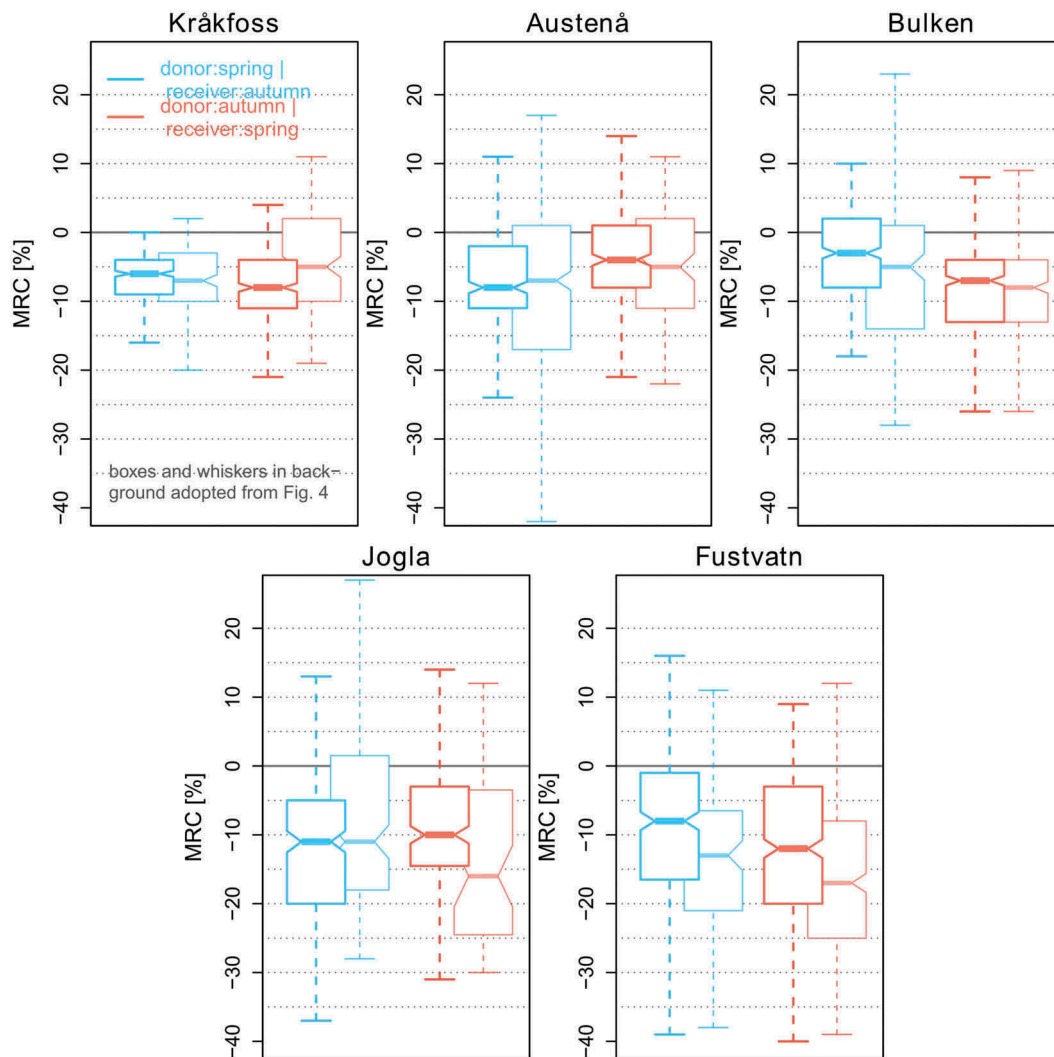 Kråkfoss
Austenå
Bulken
MRC [%]
20
10
0
−10
−20
−30
−40
donor:spring |
receiver:autumn
donor:autumn |
receiver:spring
boxes and whiskers in back−
ground adopted from Fig. 4
MRC [%]
20
10
0
−10
−20
−30
−40
MRC [%]
20
10
0
−10
−20
−30
−40
Jogla
Fustvatn
MRC [%]
20
10
0
−10
−20
−30
−40
MRC [%]
20
10
0
−10
−20
−30
−40